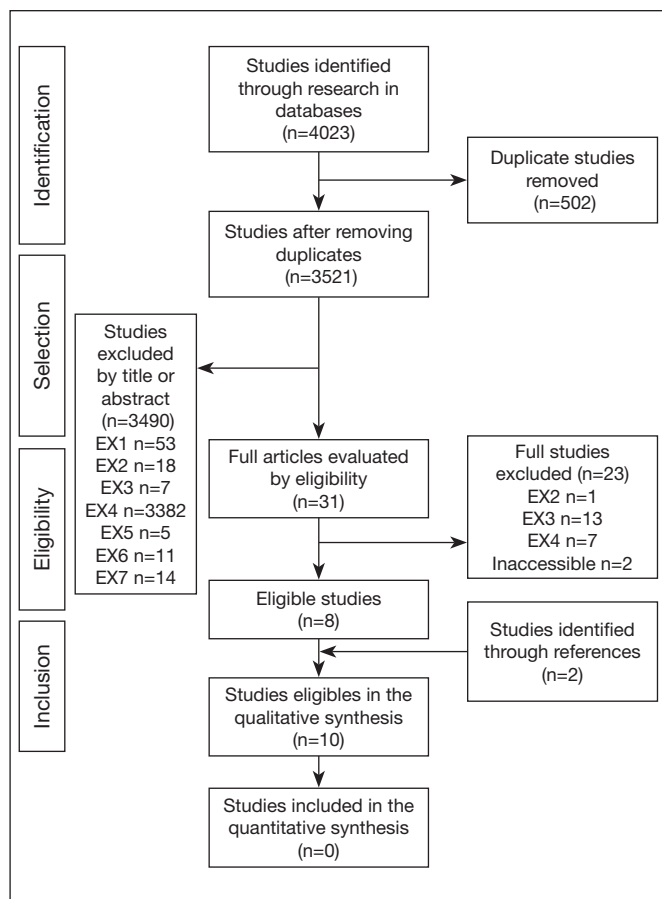 Identification
Studies identified
through research in
databases
(n=4023)
Duplicate studies
removed
(n=502)
Studies after removing
duplicates
(n=3521)
Selection
Studies
excluded
by title or
abstract
(n=3490)
EX1 n=53
EX2 n=18
EX3 n=7
EX4 n=3382
EX5 n=5
EX6 n=11
EX7 n=14
Eligibility
Full articles evaluated
by eligibility
(n=31)
Full studies
excluded (n=23)
EX2 n=1
EX3 n=13
EX4 n=7
Inaccessible n=2
Eligible studies
(n=8)
Inclusion
Studies identified
through references
(n=2)
Studies eligibles in the
qualitative synthesis
(n=10)
Studies included in the
quantitative synthesis
(n=0)